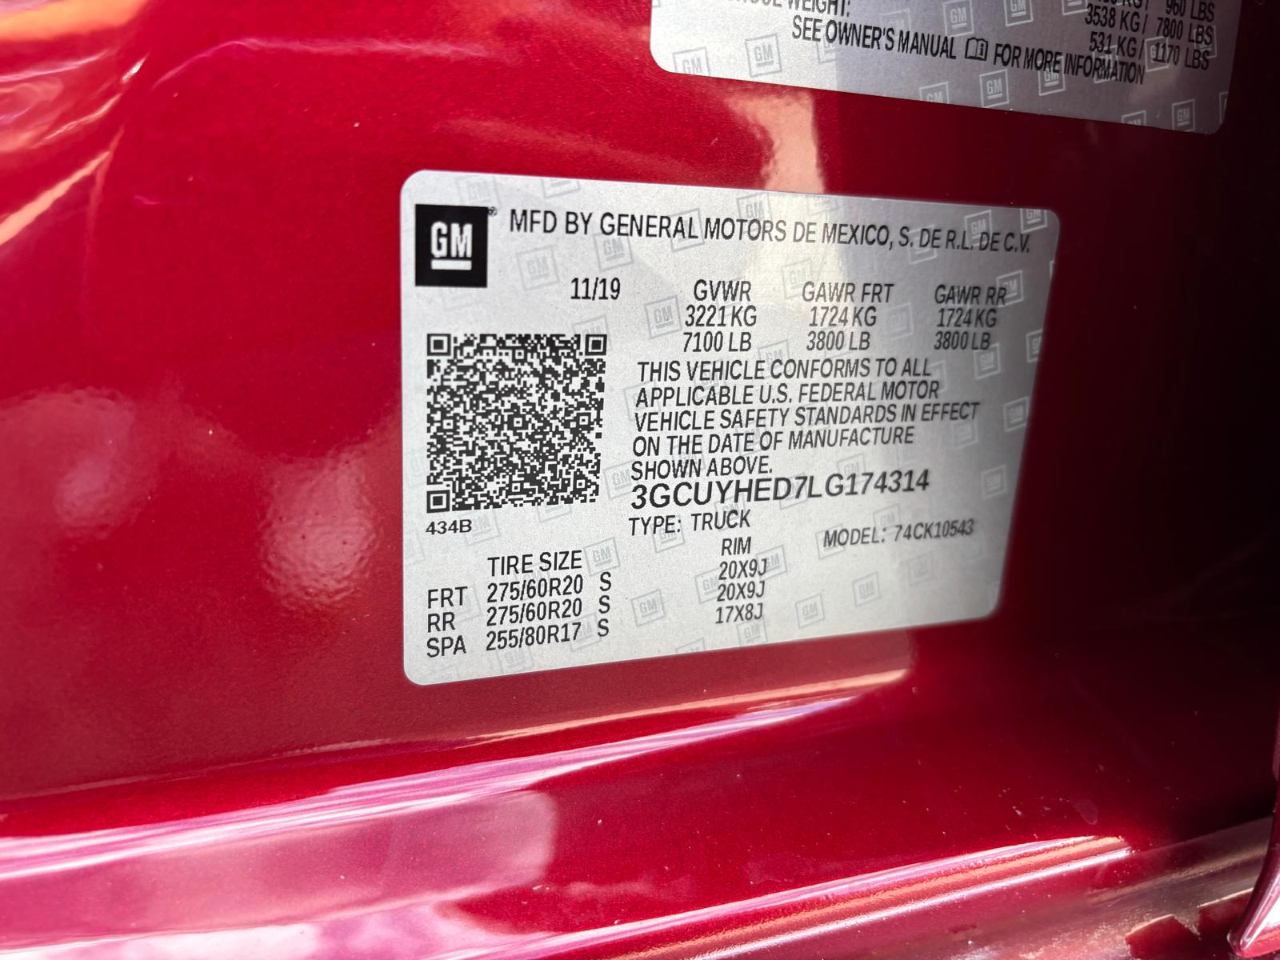 WEIGHT:
960 LBS
3538 KG / 7800 LBS
531 KG / 1170 LBS
SEE OWNER'S MANUAL FOR MORE INFORMATION
GM® MFD BY GENERAL MOTORS DE MEXICO, S. DE R.L. DE C.V.
11/19 GVWR GAWR FRT GAWR RR
3221 KG 1724 KG 1724 KG
7100 LB 3800 LB 3800 LB
THIS VEHICLE CONFORMS TO ALL
APPLICABLE U.S. FEDERAL MOTOR
VEHICLE SAFETY STANDARDS IN EFFECT
ON THE DATE OF MANUFACTURE
SHOWN ABOVE.
3GCUYHED7LG174314
434B
TYPE: TRUCK MODEL: 74CK10543
TIRE SIZE RIM
FRT 275/60R20 S 20X9J
RR 275/60R20 S 20X9J
SPA 255/80R17 S 17X8J